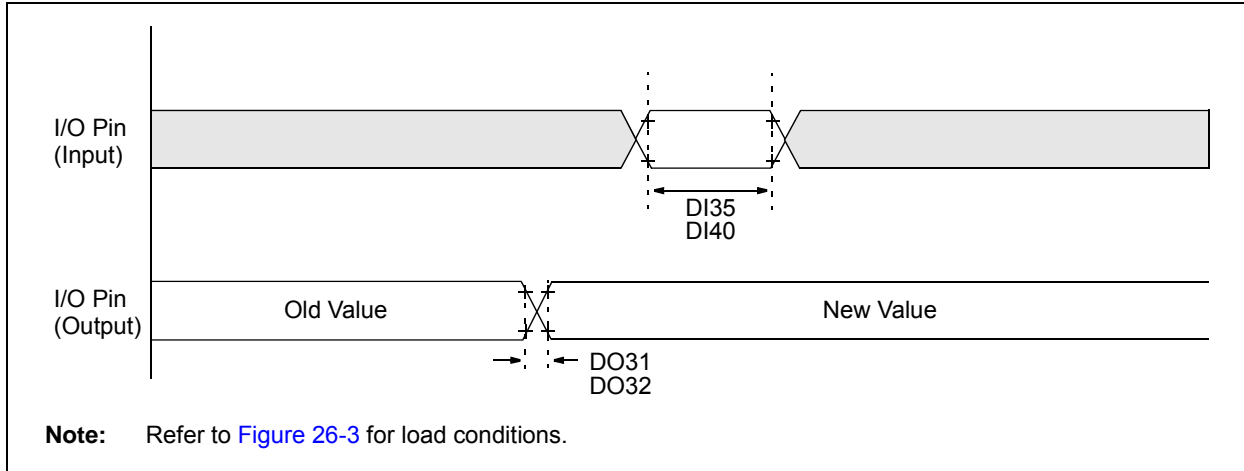 I/O Pin
(Input)
DI35
DI40
I/O Pin
(Output)
Old Value
New Value
DO31
DO32
Note: Refer to Figure 26-3 for load conditions.